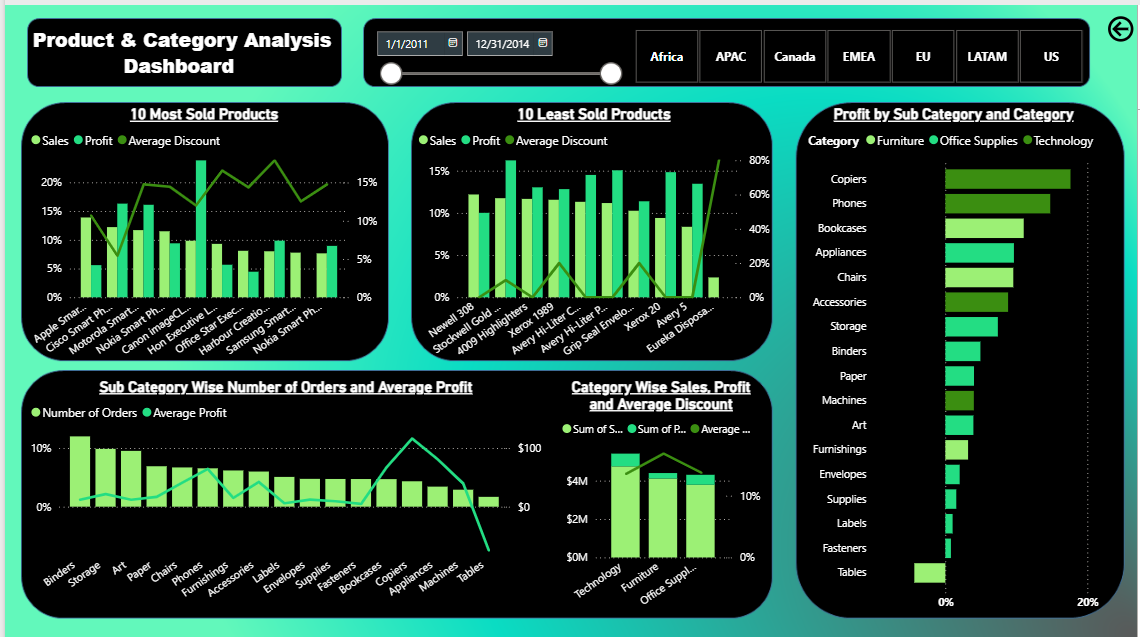 Product & Category Analysis
Dashboard
1/1/2011
12/31/2014
Africa
APAC
Canada
EMEA
EU
LATAM
US
10 Most Sold Products
Sales Profit Average Discount
20%
15%
10%
5%
0%
15%
10%
5%
0%
Apple Smar...
Cisco Smart Ph...
Motorola Smart...
Nokia Smart Ph...
Canon imageCL...
Hon Executive L...
Office Star Exec...
Harbour Creatio...
Samsung Smart...
Nokia Smart Ph...
10 Least Sold Products
Sales Profit Average Discount
15%
10%
5%
0%
80%
60%
40%
20%
0%
Newell 308
Stockwell Gold ...
4009 Highlighters
Xerox 1989
Avery Hi-Liter C...
Avery Hi-Liter P...
Grip Seal Envelo...
Xerox 20
Avery 5
Eureka Disposa...
Profit by Sub Category and Category
Category Furniture Office Supplies Technology
Copiers
Phones
Bookcases
Appliances
Chairs
Accessories
Storage
Binders
Paper
Machines
Art
Furnishings
Envelopes
Supplies
Labels
Fasteners
Tables
0% 20%
Sub Category Wise Number of Orders and Average Profit
Number of Orders Average Profit
10%
0%
$100
$0
Binders
Storage
Art
Paper
Chairs
Phones
Furnishings
Accessories
Labels
Envelopes
Supplies
Fasteners
Bookcases
Copiers
Appliances
Machines
Tables
Category Wise Sales, Profit
and Average Discount
Sum of S... Sum of P... Average ...
$4M
$2M
$0M
10%
0%
Technology
Furniture
Office Suppl...